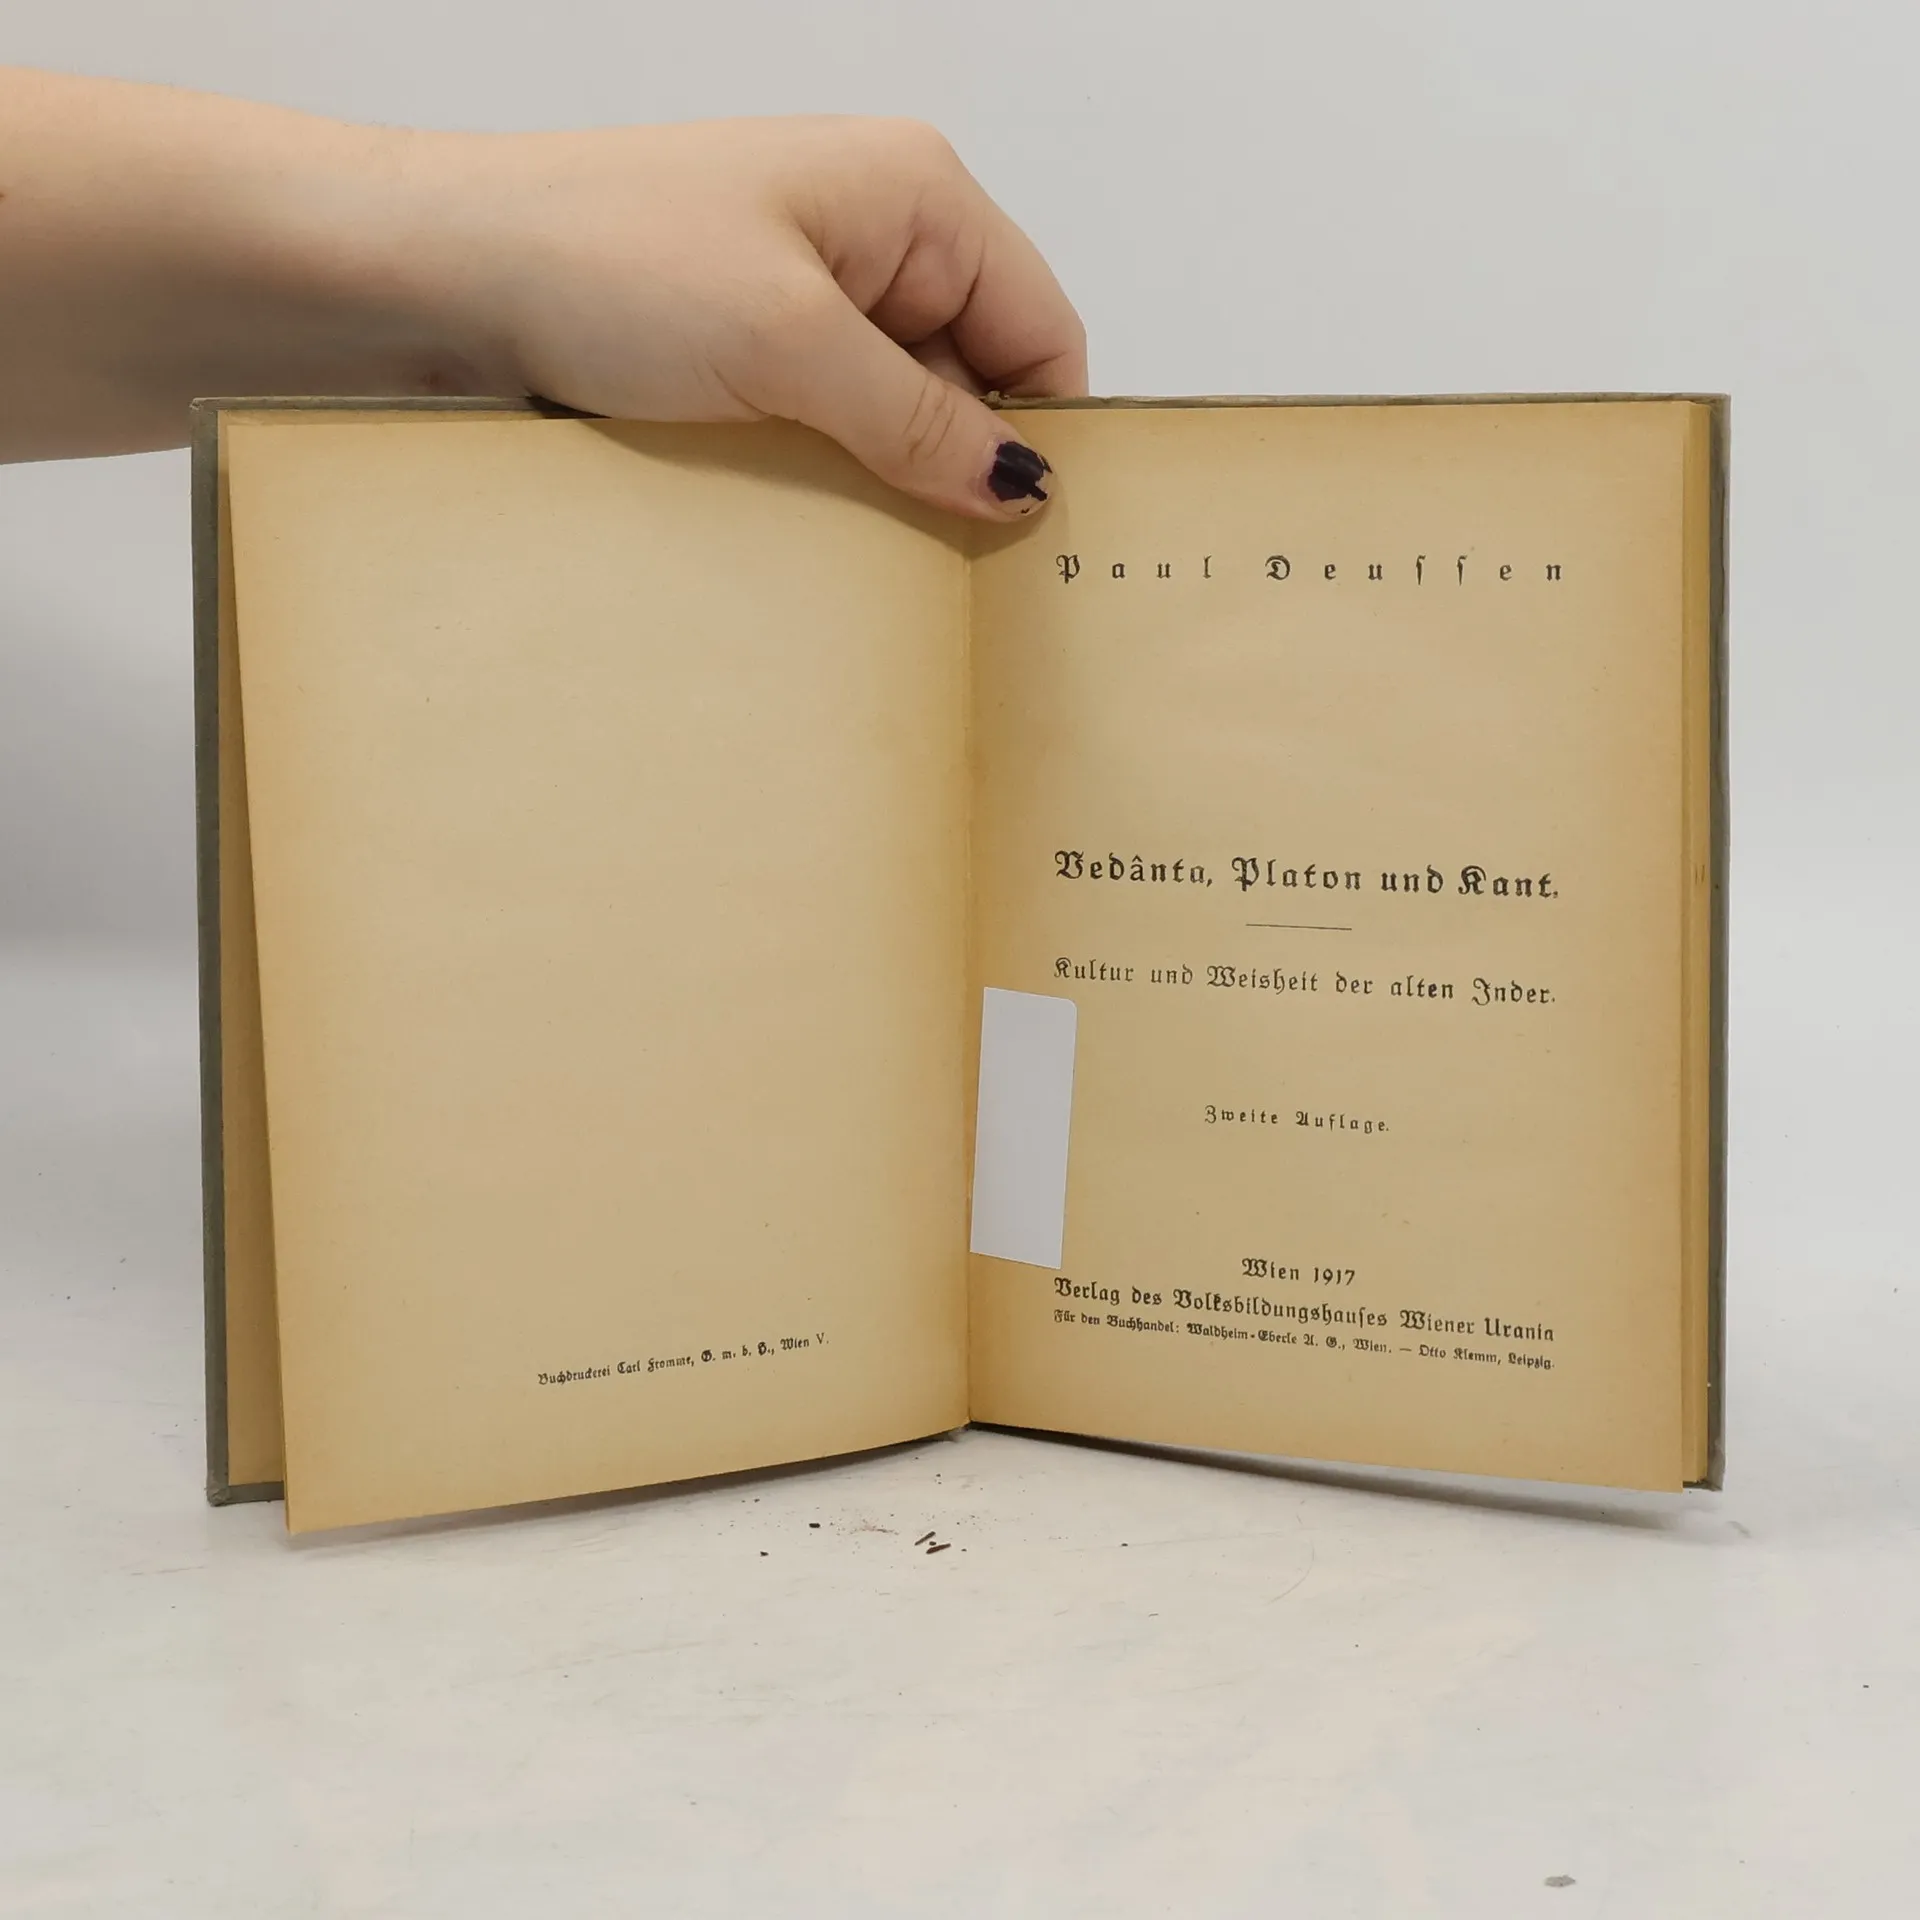 Buchdruckerei Carl Fromme, G. m. b. H., Wien V.
Paul Deussen
Vedânta, Platon und Kant.
Kultur und Weisheit der alten Inder.
Zweite Auflage.
Wien 1917
Verlag des Volksbildungshauses Wiener Urania
Für den Buchhandel: Waldheim-Eberle A. G., Wien. — Otto Klemm, Leipzig.